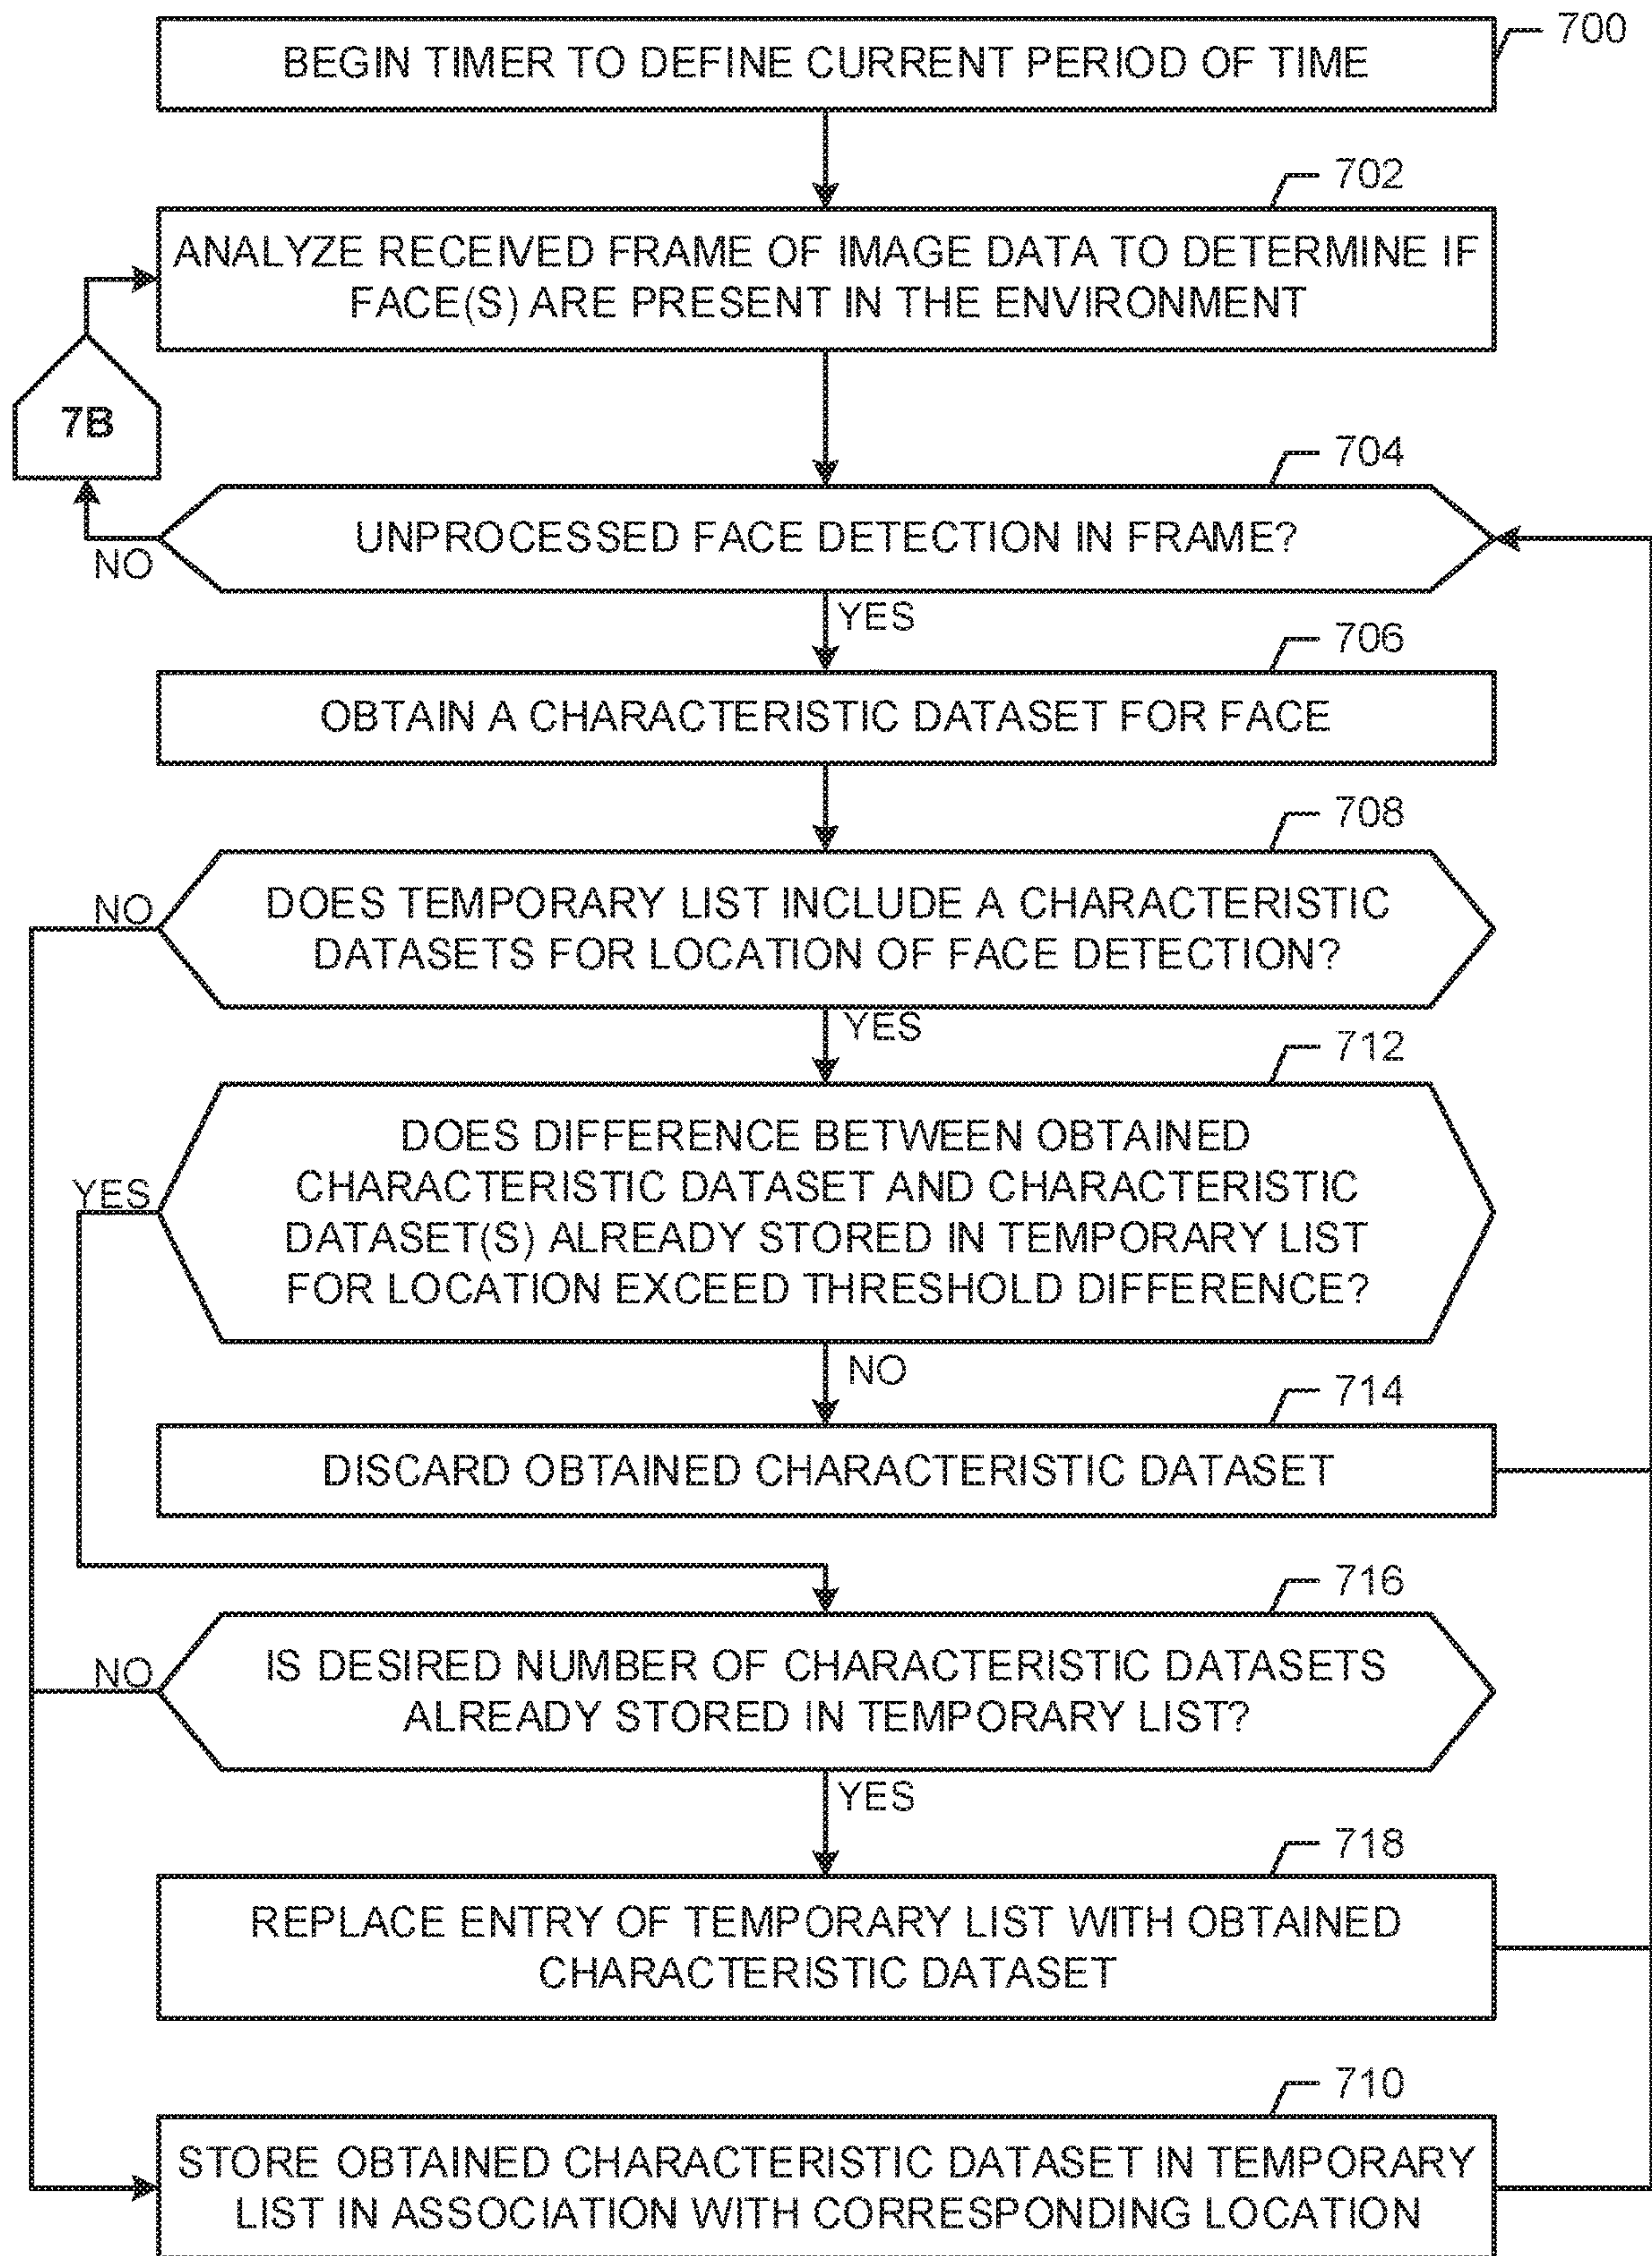 BEGIN TIMER TO DEFINE CURRENT PERIOD OF TIME
700
702
ANALYZE RECEIVED FRAME OF IMAGE DATA TO DETERMINE IF
FACE(S) ARE PRESENT IN THE ENVIRONMENT
7B
704
UNPROCESSED FACE DETECTION IN FRAME?
NO
YES
706
OBTAIN A CHARACTERISTIC DATASET FOR FACE
708
NO
DOES TEMPORARY LIST INCLUDE A CHARACTERISTIC
DATASETS FOR LOCATION OF FACE DETECTION?
YES
712
DOES DIFFERENCE BETWEEN OBTAINED
CHARACTERISTIC DATASET AND CHARACTERISTIC
YES
DATASET(S) ALREADY STORED IN TEMPORARY LIST
FOR LOCATION EXCEED THRESHOLD DIFFERENCE?
NO
714
DISCARD OBTAINED CHARACTERISTIC DATASET
716
NO
IS DESIRED NUMBER OF CHARACTERISTIC DATASETS
ALREADY STORED IN TEMPORARY LIST?
YES
718
REPLACE ENTRY OF TEMPORARY LIST WITH OBTAINED
CHARACTERISTIC DATASET
710
STORE OBTAINED CHARACTERISTIC DATASET IN TEMPORARY
LIST IN ASSOCIATION WITH CORRESPONDING LOCATION